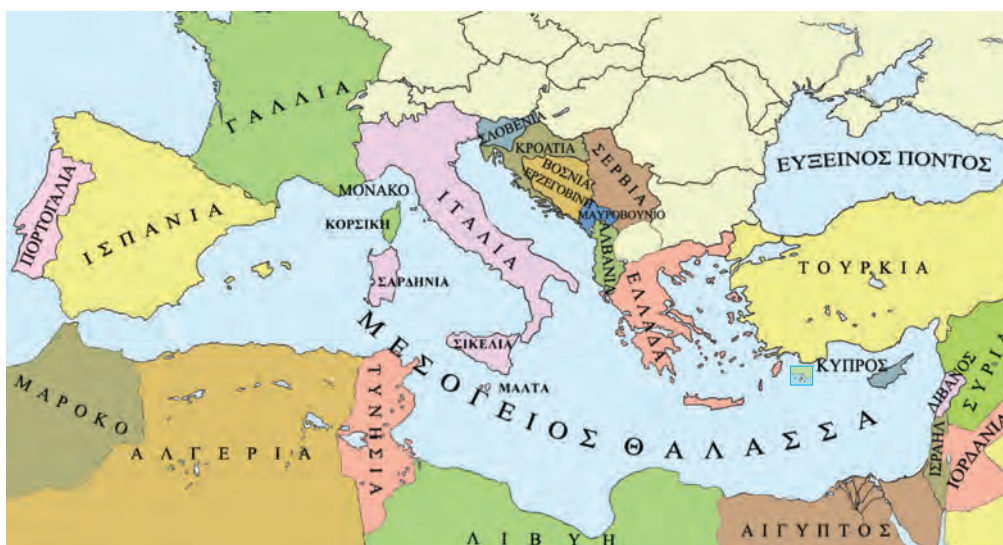 ΓΑΛΛΙΑ
ΣΛΟΒΕΝΙΑ
ΚΡΟΑΤΙΑ
ΣΕΡΒΙΑ
ΒΟΣΝΙΑ
ΕΡΖΕΓΟΒΙΝΗ
ΜΑΥΡΟΒΟΥΝΙΟ
ΕΥΞΕΙΝΟΣ ΠΟΝΤΟΣ
ΠΟΡΤΟΓΑΛΙΑ
ΙΣΠΑΝΙΑ
ΜΟΝΑΚΟ
ΚΟΡΣΙΚΗ
ΙΤΑΛΙΑ
ΑΛΒΑΝΙΑ
ΕΛΛΑΔΑ
ΤΟΥΡΚΙΑ
ΣΑΡΔΗΝΙΑ
ΣΙΚΕΛΙΑ
ΜΑΛΤΑ
ΚΥΠΡΟΣ
ΜΕΣΟΓΕΙΟΣ ΘΑΛΑΣΣΑ
ΛΙΒΑΝΟΣ
ΣΥΡΙΑ
ΙΣΡΑΗΛ
ΙΟΡΔΑΝΙΑ
ΜΑΡΟΚΟ
ΑΛΓΕΡΙΑ
ΤΥΝΗΣΙΑ
ΛΙΒΥΗ
ΑΙΓΥΠΤΟΣ